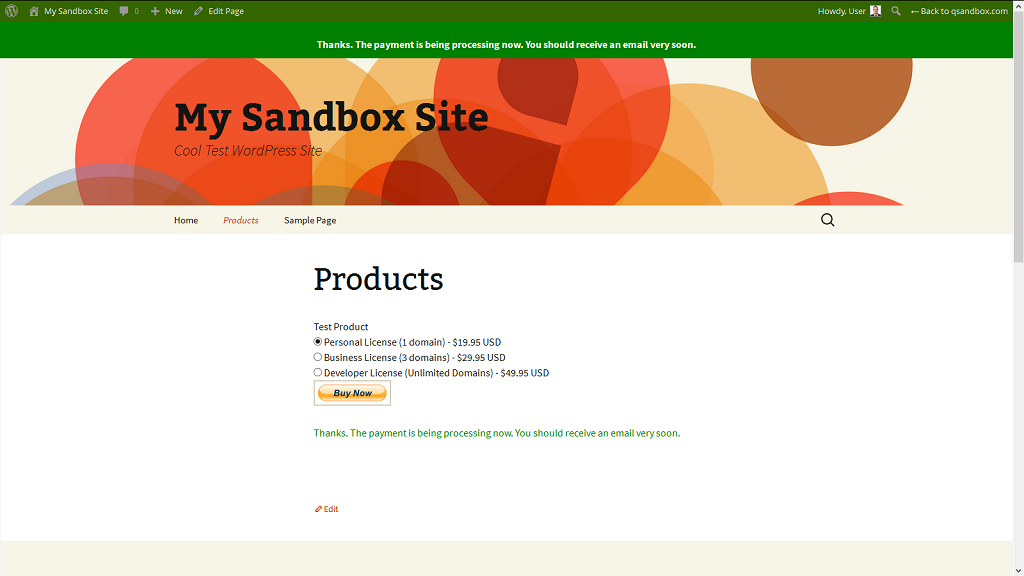 My Sandbox Site 0 New Edit Page Howdy, User ← Back to qsandbox.com
Thanks. The payment is being processing now. You should receive an email very soon.
My Sandbox Site
Cool Test WordPress Site
Home Products Sample Page
Products
Test Product
Personal License (1 domain) - $19.95 USD
Business License (3 domains) - $29.95 USD
Developer License (Unlimited Domains) - $49.95 USD
Buy Now
Thanks. The payment is being processing now. You should receive an email very soon.
Edit